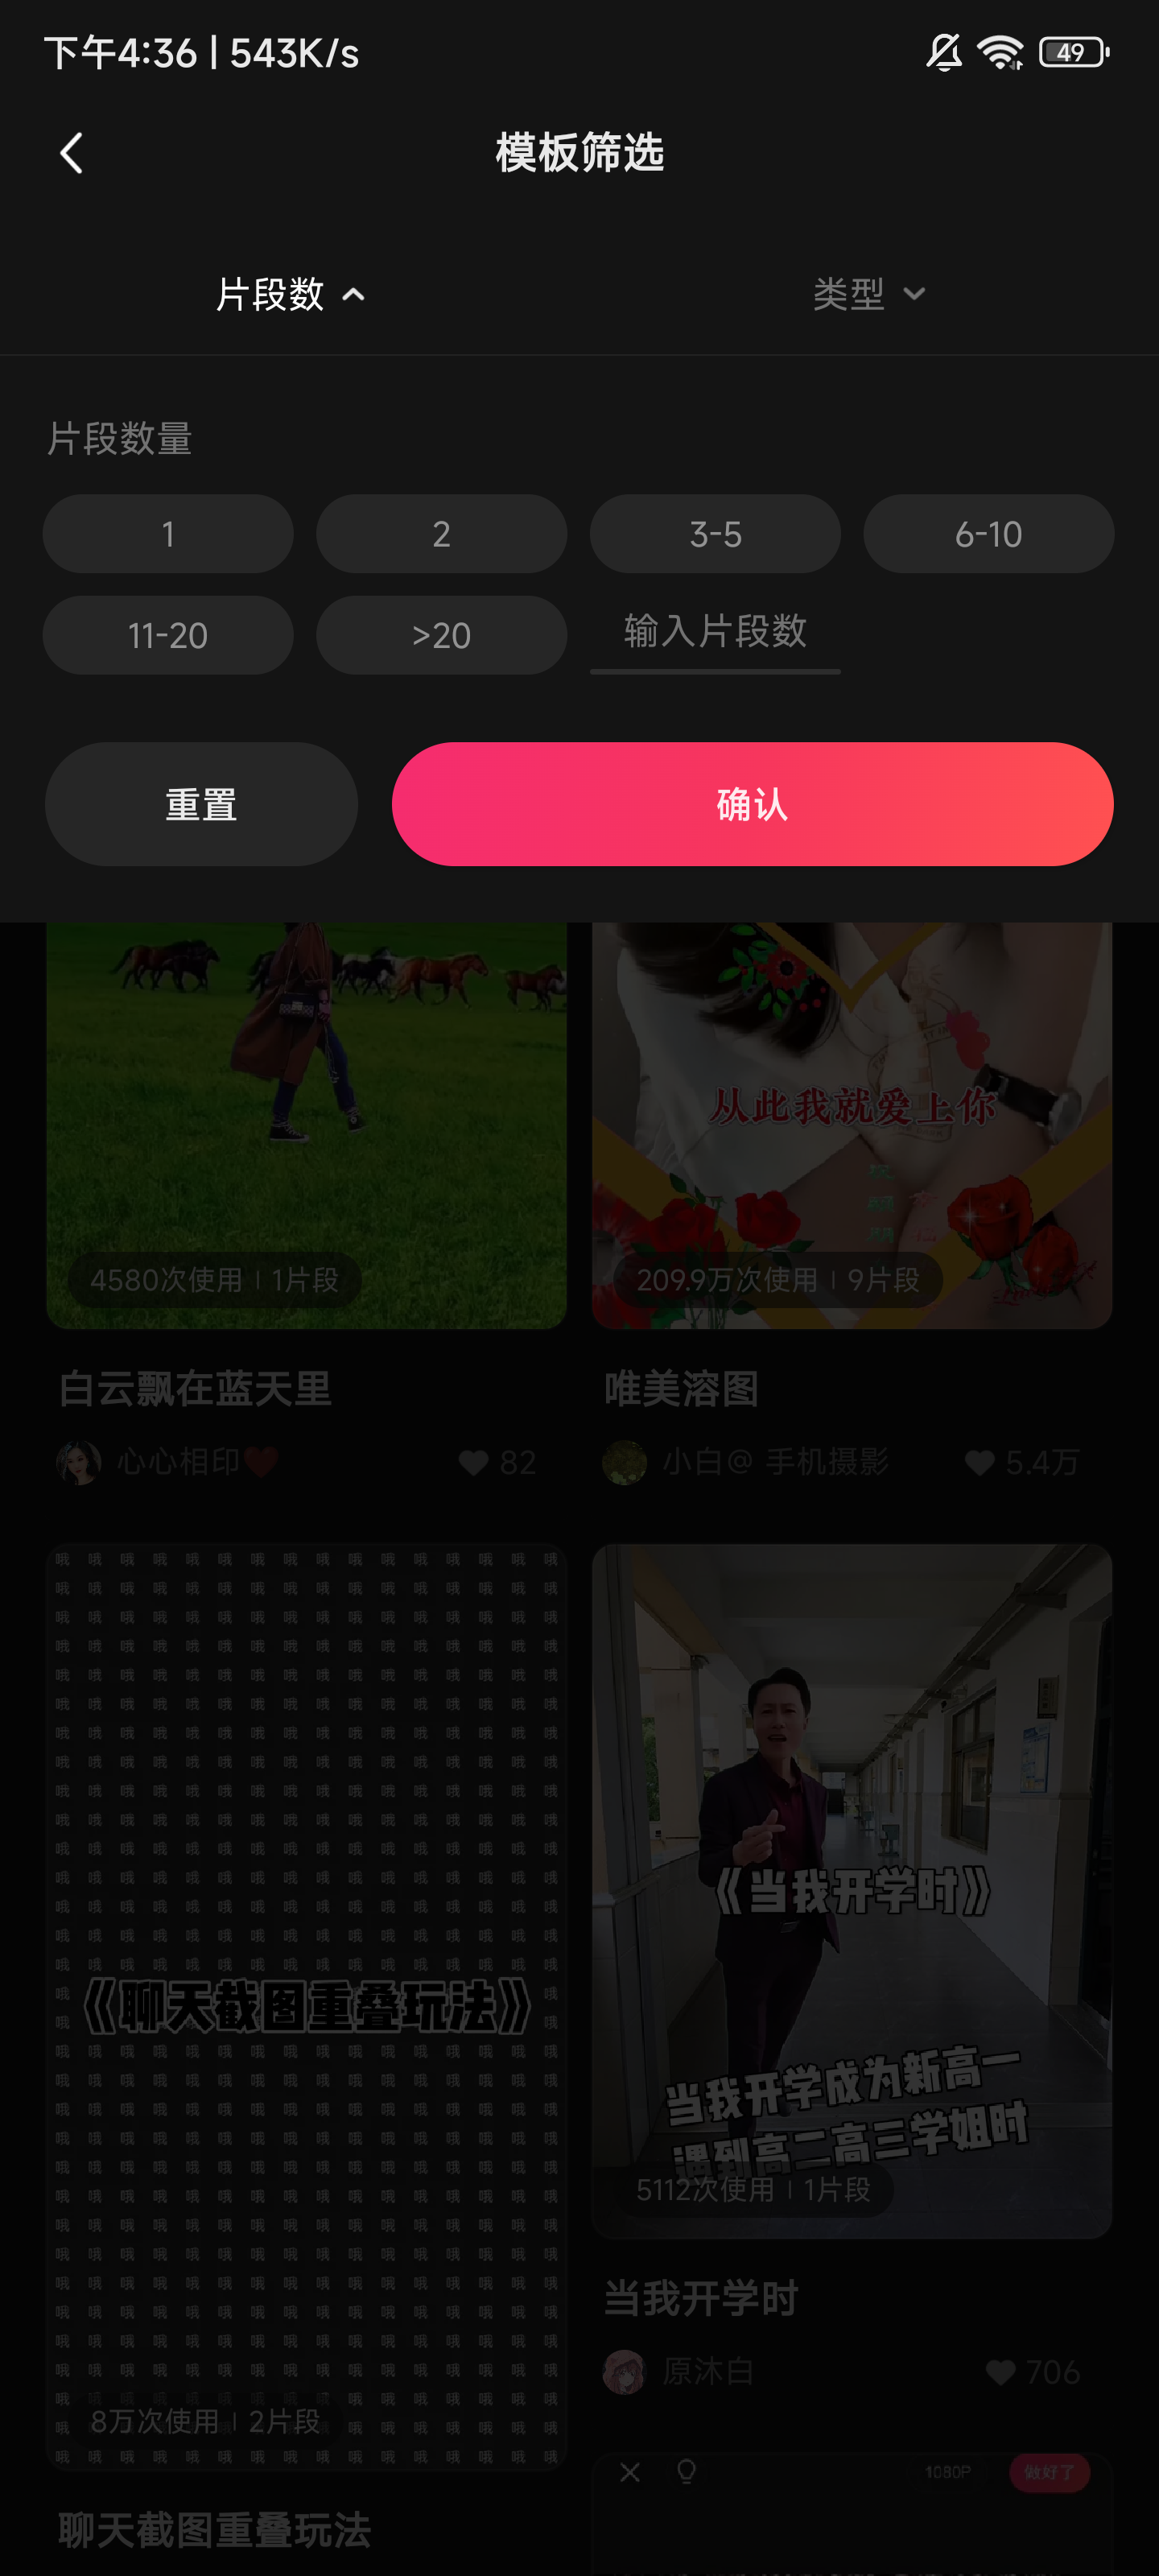 下午4:36 | 543K/s
49
模板筛选
片段数
类型
片段数量
1
2
3-5
6-10
11-20
>20
输入片段数
重置
确认
从此我就爱上你
4580次使用 | 1片段
209.9万次使用 | 9片段
白云飘在蓝天里
唯美溶图
心心相印❤️
82
小白@ 手机摄影
5.4万
《聊天截图重叠玩法》
《当我开学时》
当我开学成为新高一
遇到高二高三学姐时
5112次使用 | 1片段
当我开学时
原沐白
706
8万次使用 | 2片段
1080P
做好了
聊天截图重叠玩法